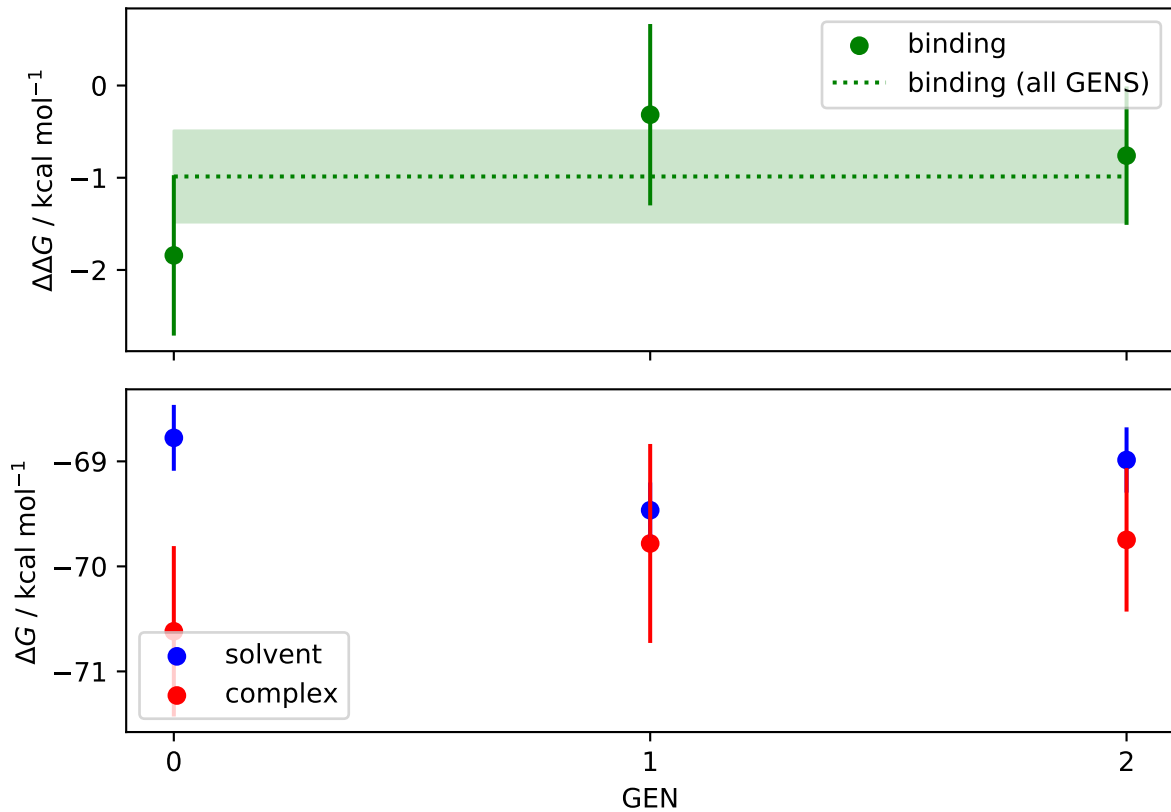 0
−1
−2
ΔΔG / kcal mol⁻¹
binding
binding (all GENS)
−69
−70
−71
ΔG / kcal mol⁻¹
solvent
complex
0 1 2
GEN